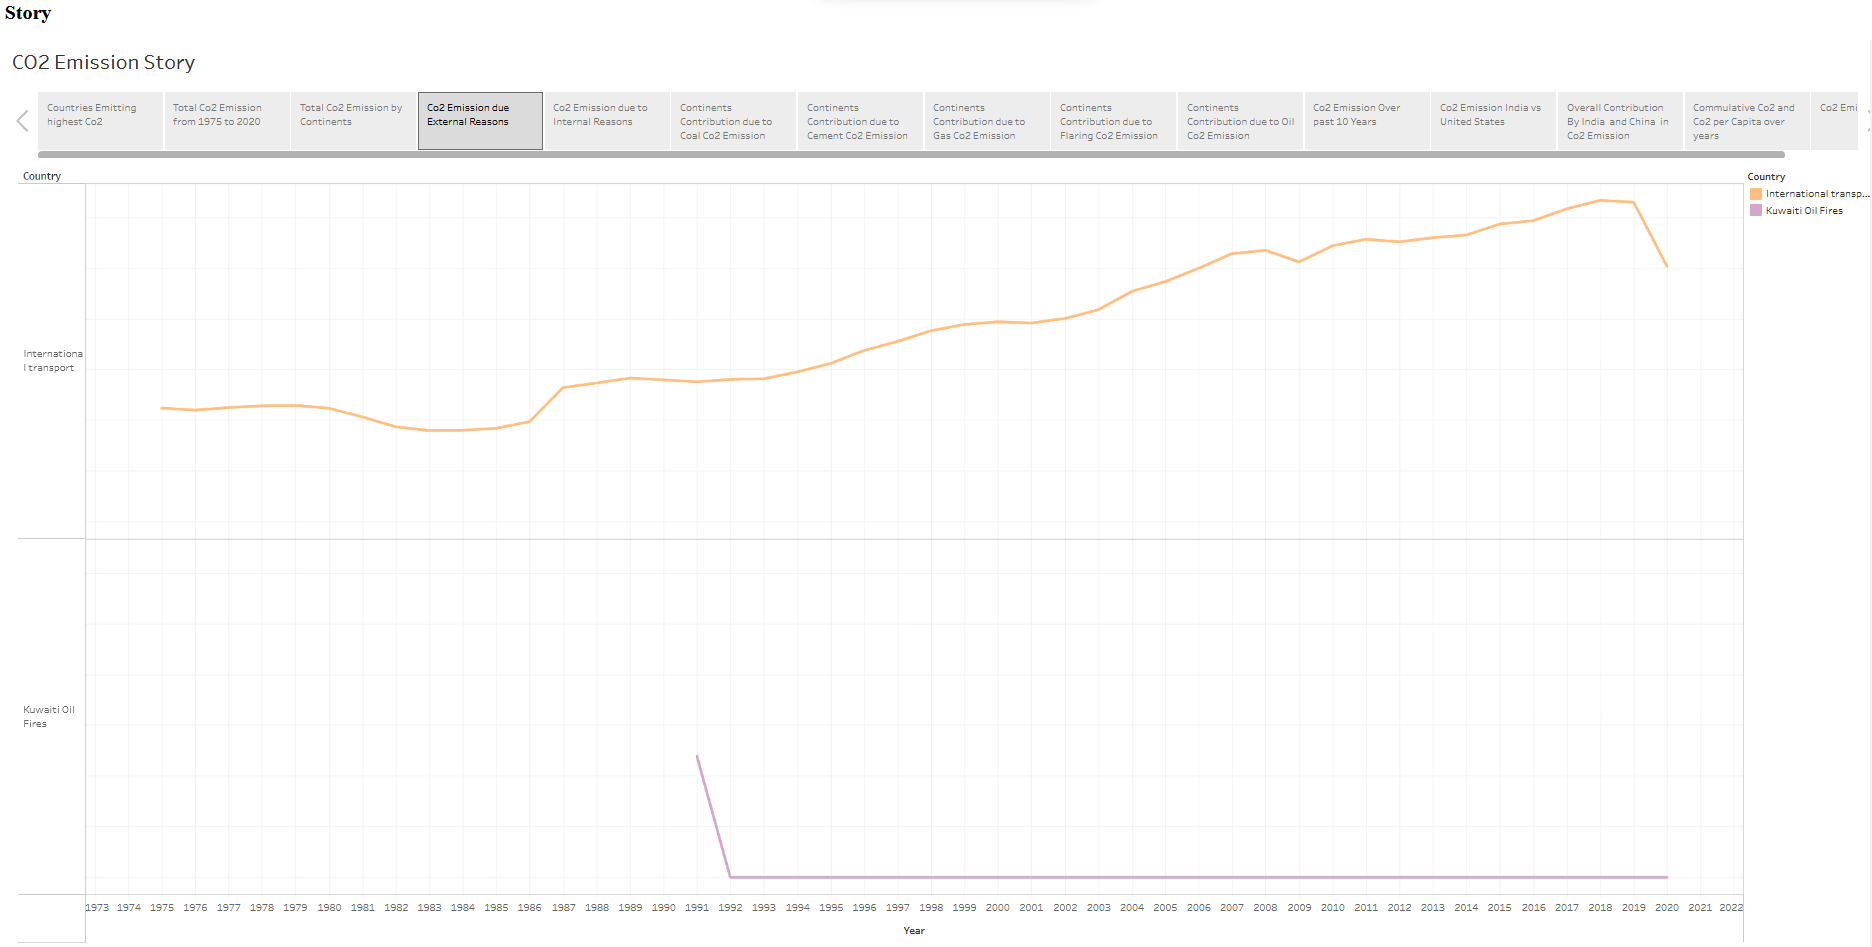 Story
CO2 Emission Story
Countries Emitting
highest Co2
Total Co2 Emission
from 1975 to 2020
Total Co2 Emission by
Continents
Co2 Emission due
External Reasons
Co2 Emission due to
Internal Reasons
Continents
Contribution due to
Coal Co2 Emission
Continents
Contribution due to
Cement Co2 Emission
Continents
Contribution due to
Gas Co2 Emission
Continents
Contribution due to
Flaring Co2 Emission
Continents
Contribution due to Oil
Co2 Emission
Co2 Emission Over
past 10 Years
Co2 Emission India vs
United States
Overall Contribution
By India and China in
Co2 Emission
Commulative Co2 and
Co2 per Capita over
years
Co2 Emi
Country
Internationa
l transport
Kuwaiti Oil
Fires
1973 1974 1975 1976 1977 1978 1979 1980 1981 1982 1983 1984 1985 1986 1987 1988 1989 1990 1991 1992 1993 1994 1995 1996 1997 1998 1999 2000 2001 2002 2003 2004 2005 2006 2007 2008 2009 2010 2011 2012 2013 2014 2015 2016 2017 2018 2019 2020 2021 2022
Year
Country
International transp...
Kuwaiti Oil Fires